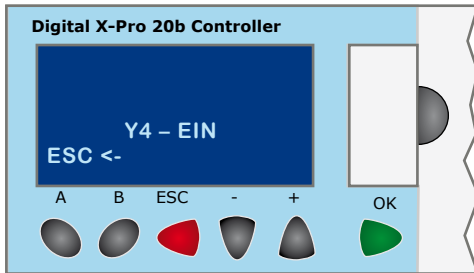 Digital X-Pro 20b Controller
Y4 – EIN
ESC <-
A B ESC - + OK